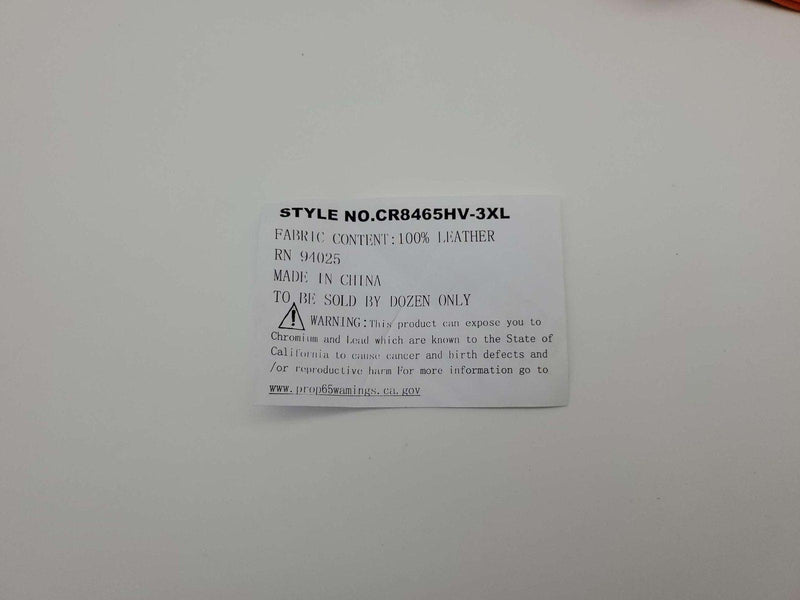 STYLE NO.CR8465HV-3XL
FABRIC CONTENT:100% LEATHER
RN 94025
MADE IN CHINA
TO BE SOLD BY DOZEN ONLY
WARNING:This product can expose you to
Chromium and Lead which are known to the State of
California to cause cancer and birth defects and
/or reproductive harm For more information go to
www.prop65wamings.ca.gov